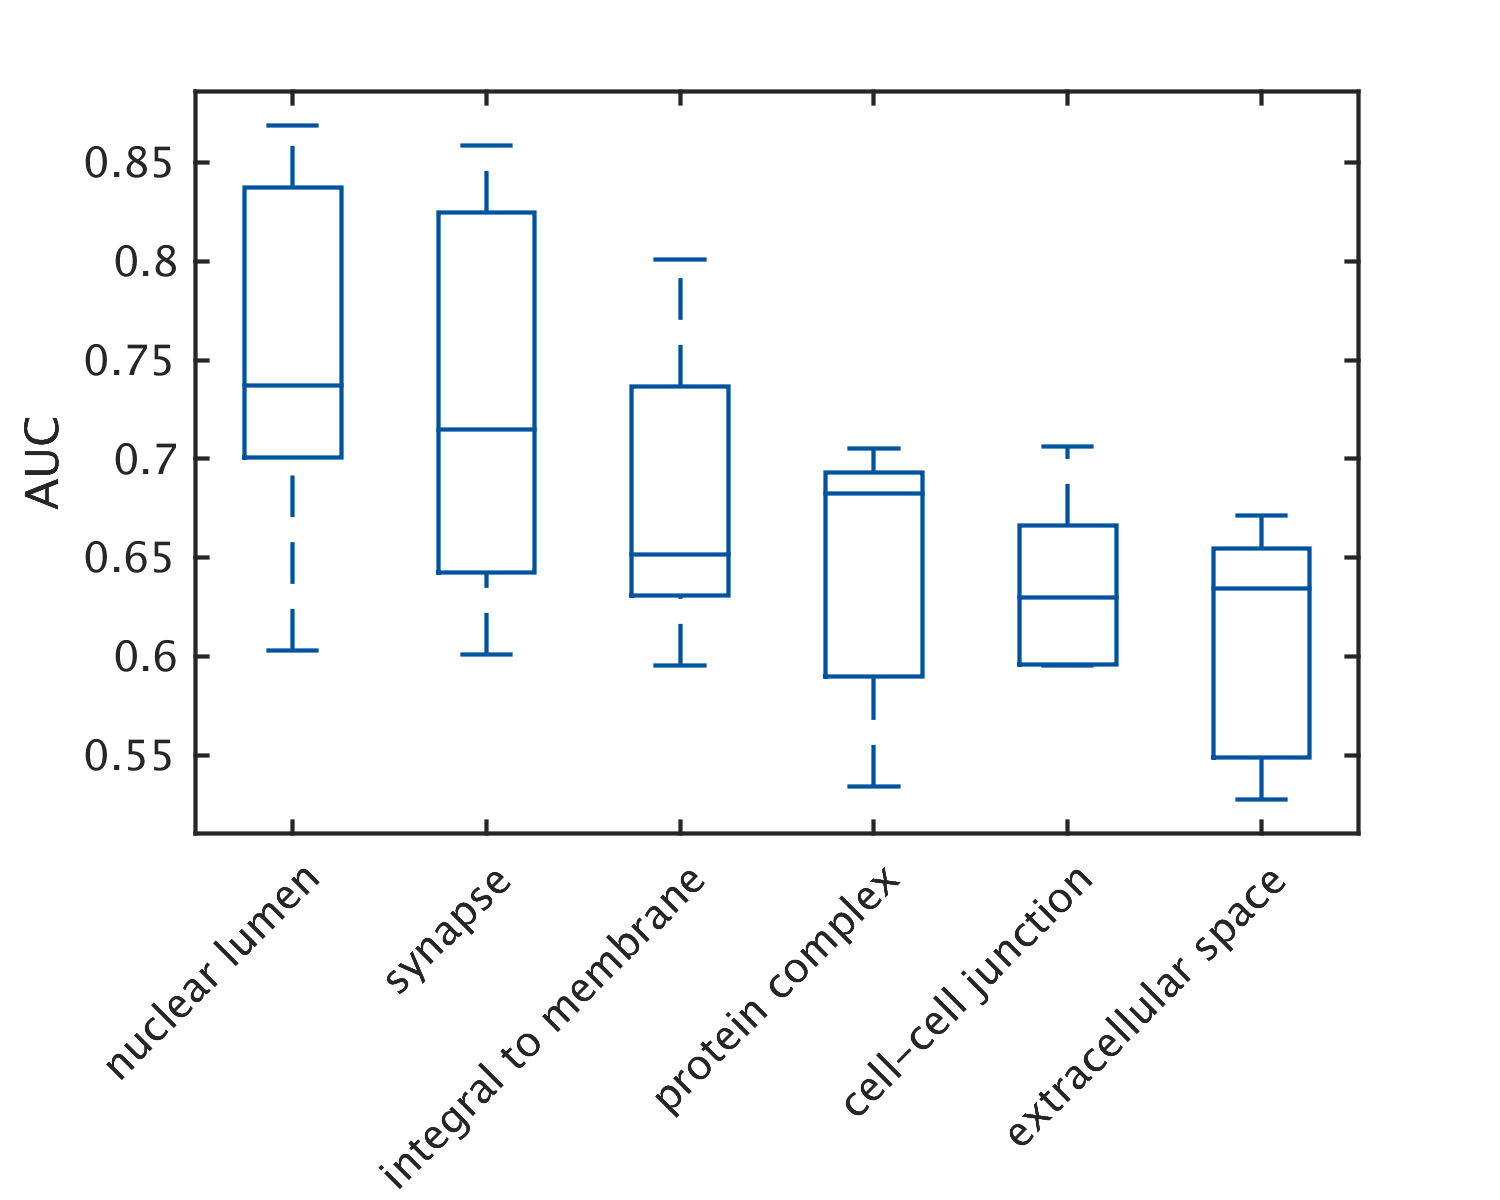 AUC
0.85
0.8
0.75
0.7
0.65
0.6
0.55
nuclear lumen
synapse
integral to membrane
protein complex
cell-cell junction
extracellular space